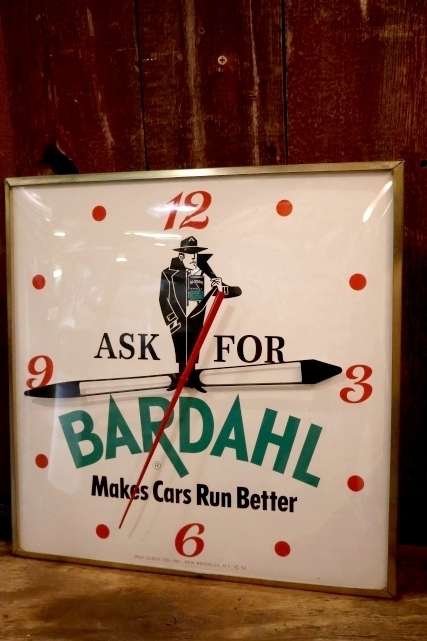 12
ASK FOR
9
3
BARDAHL
®
Makes Cars Run Better
6